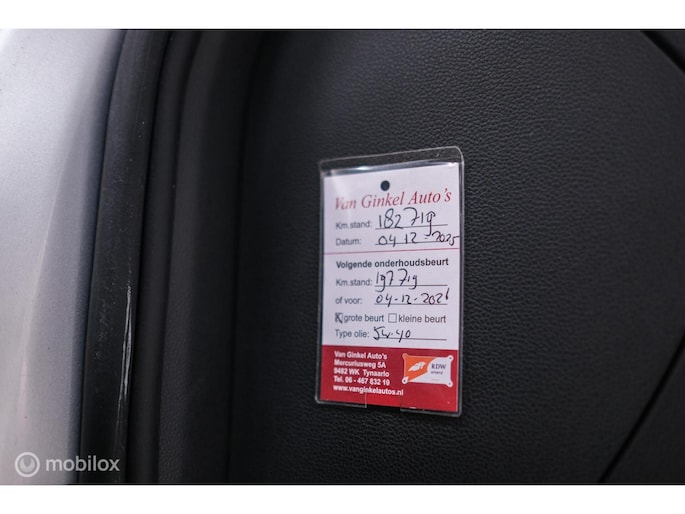 Van Ginkel Auto's
Km.stand: 182719
Datum: 04-12-2025
Volgende onderhoudsbeurt
Km.stand: 197719
of voor: 04-12-2026
grote beurt kleine beurt
Type olie: 5w-40
Van Ginkel Auto's
Mercuriusweg 5A
9482 WK Tynaarlo
Tel. 06 - 467 832 19
www.vanginkelautos.nl
RDW
mobilox